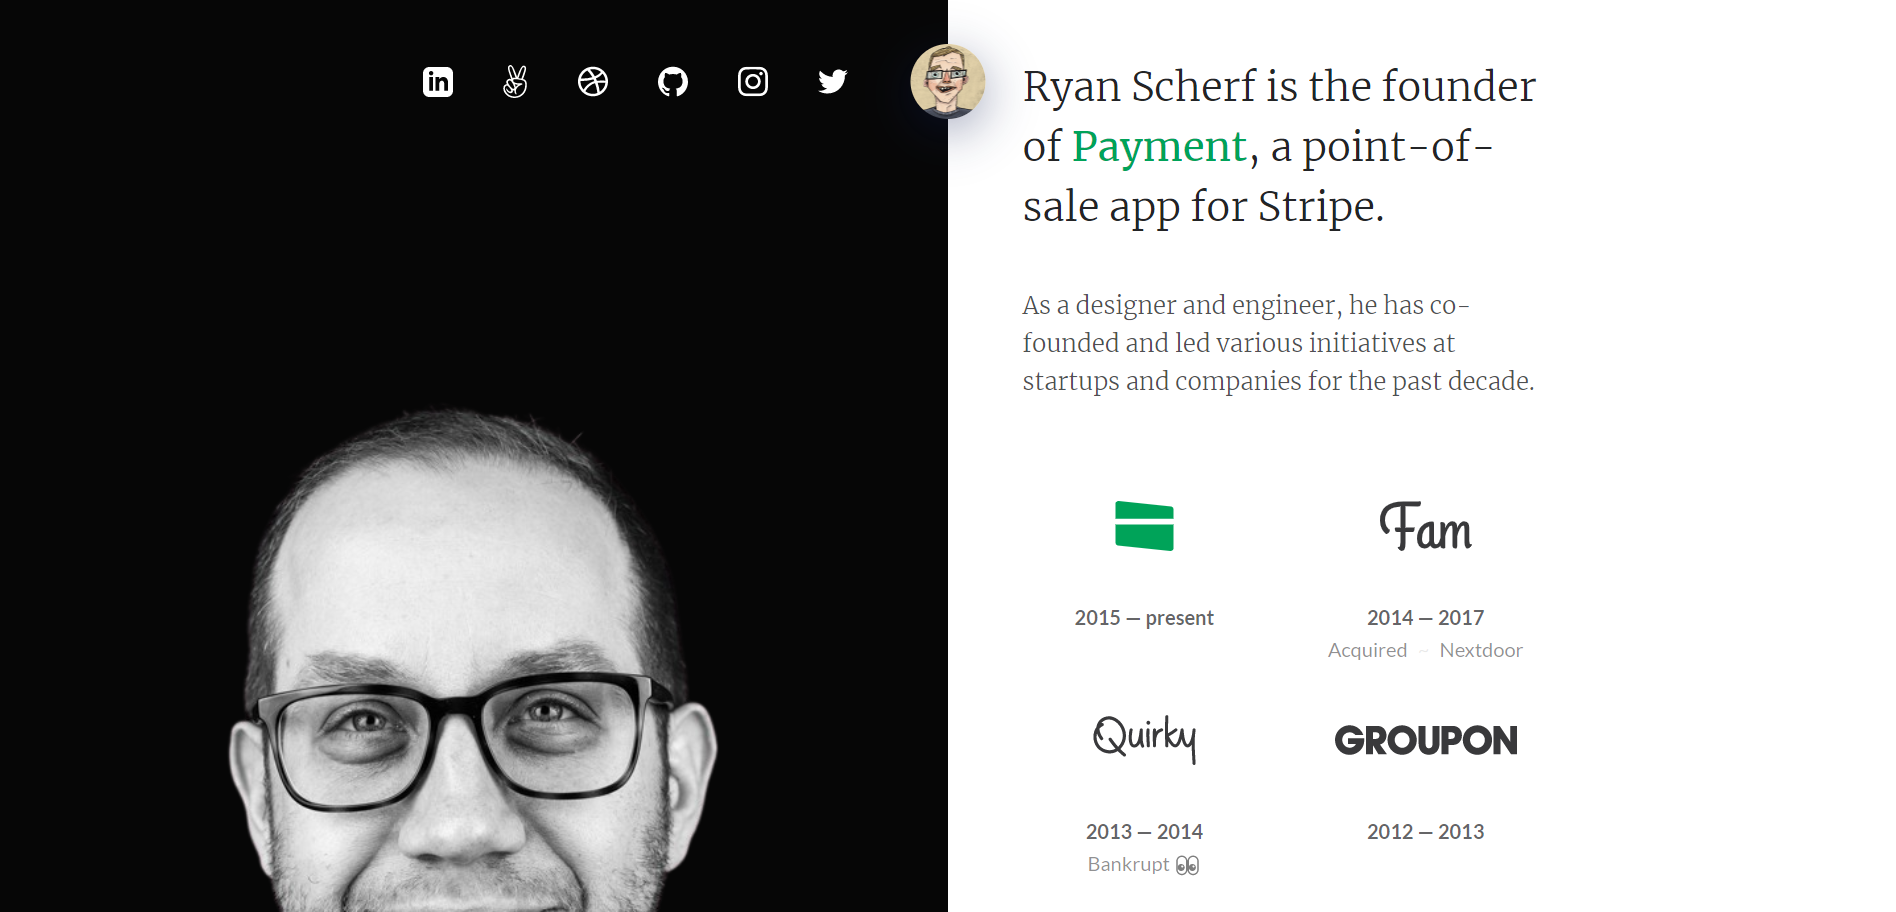 in
Ryan Scherf is the founder
of Payment, a point-of-
sale app for Stripe.
As a designer and engineer, he has co-
founded and led various initiatives at
startups and companies for the past decade.
Fam
2015 — present
2014 — 2017
Acquired ~ Nextdoor
Quirky
GROUPON
2013 — 2014
2012 — 2013
Bankrupt 👀